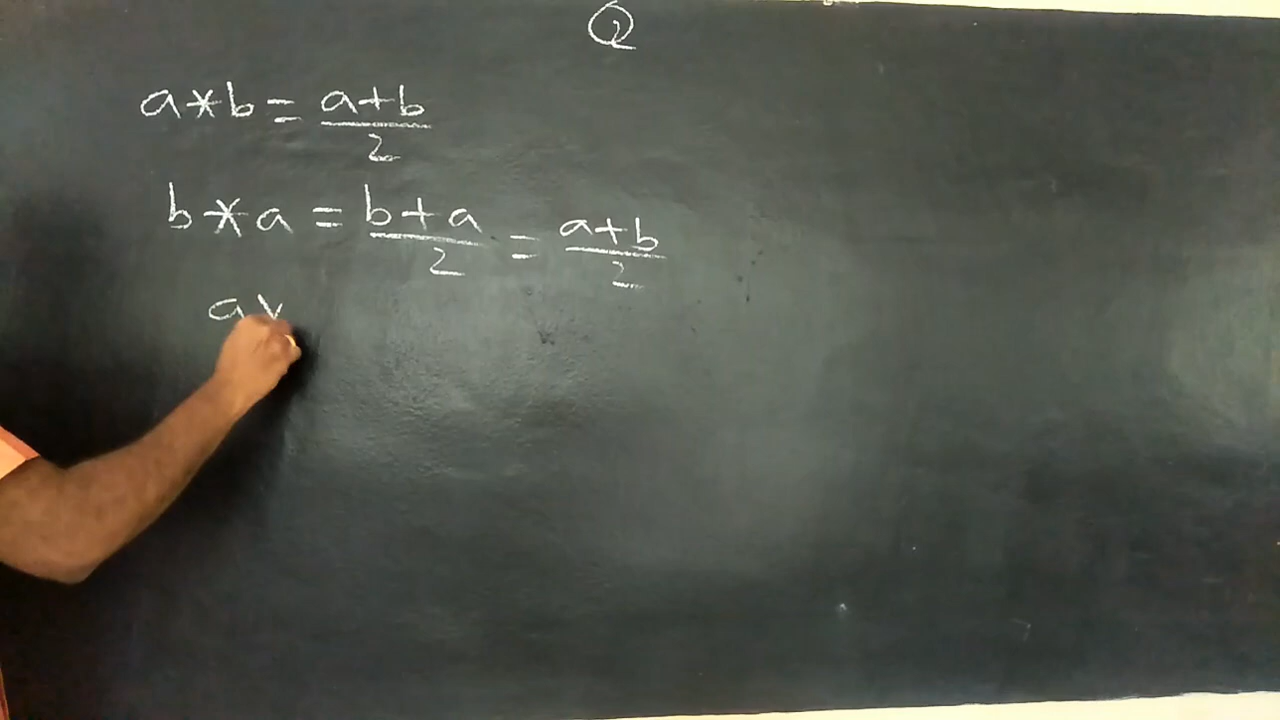 Q
a*b = a+b/2
b*a = b+a/2 = a+b/2
a